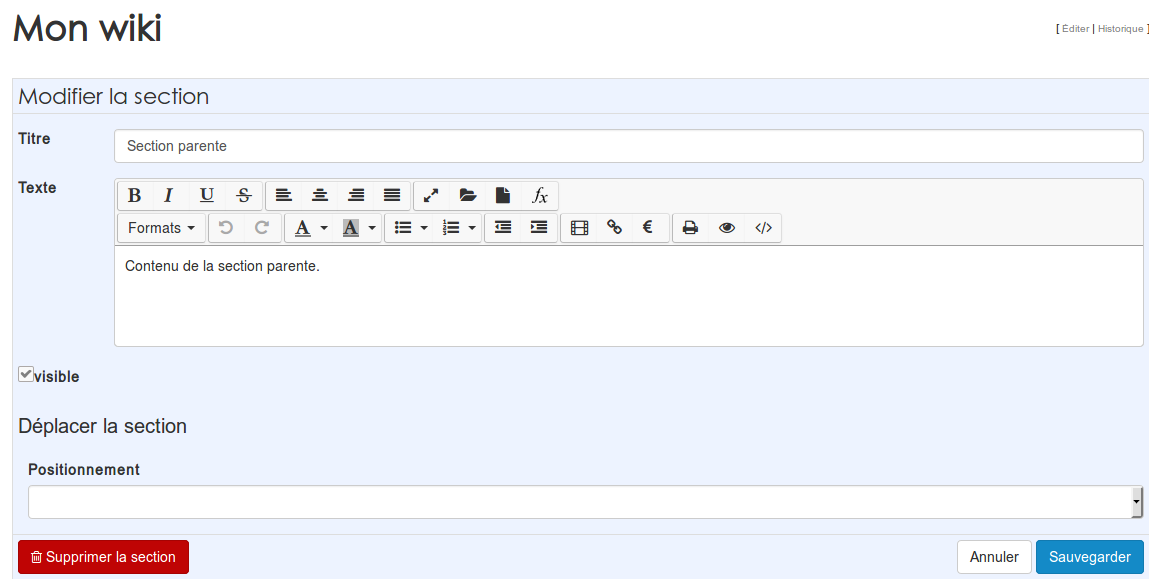 Mon wiki
[ Éditer | Historique ]
Modifier la section
Titre
Section parente
Texte
B I U S fx
Formats A A €
Contenu de la section parente.
visible
Déplacer la section
Positionnement
Supprimer la section
Annuler
Sauvegarder